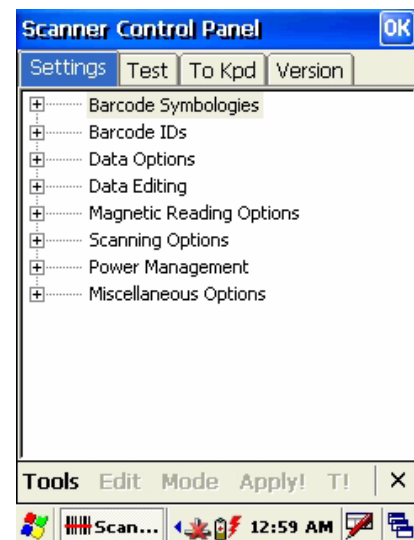 Scanner Control Panel OK
Settings Test To Kpd Version
Barcode Symbologies
Barcode IDs
Data Options
Data Editing
Magnetic Reading Options
Scanning Options
Power Management
Miscellaneous Options
Tools Edit Mode Apply! T! ×
Scan... 12:59 AM